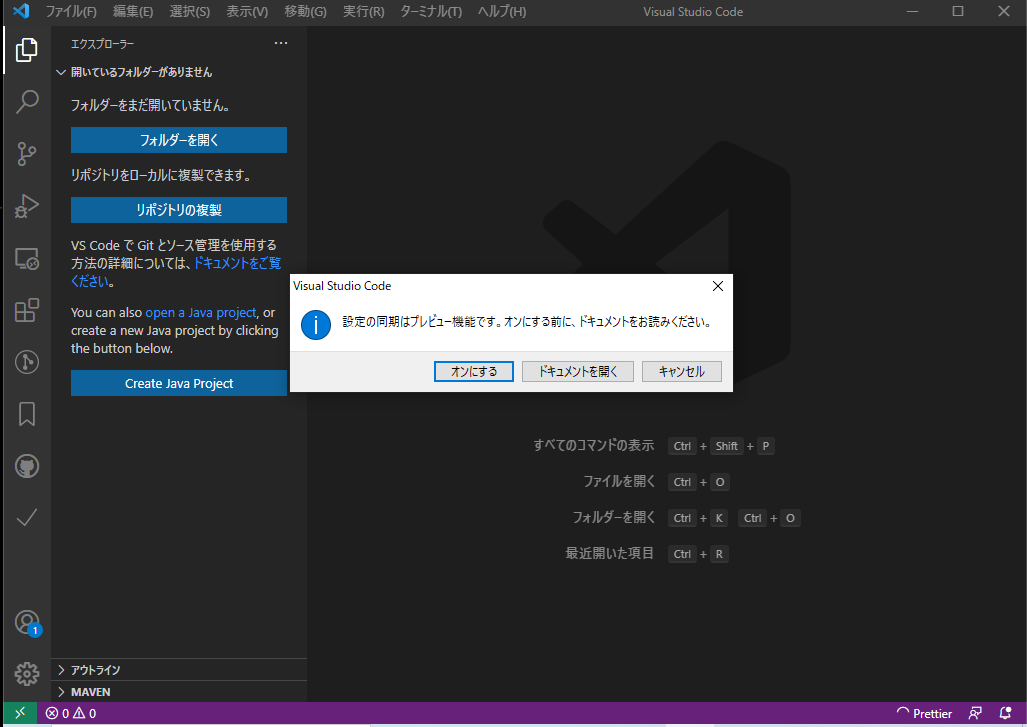 ファイル(F) 編集(E) 選択(S) 表示(V) 移動(G) 実行(R) ターミナル(T) ヘルプ(H) Visual Studio Code
エクスプローラー
開いているフォルダーがありません
フォルダーをまだ開いていません。
フォルダーを開く
リポジトリをローカルに複製できます。
リポジトリの複製
VS Code で Git とソース管理を使用する
方法の詳細については、ドキュメントをご覧
ください。
You can also open a Java project, or
create a new Java project by clicking
the button below.
Create Java Project
Visual Studio Code
設定の同期はプレビュー機能です。オンにする前に、ドキュメントをお読みください。
オンにする ドキュメントを開く キャンセル
すべてのコマンドの表示 Ctrl + Shift + P
ファイルを開く Ctrl + O
フォルダーを開く Ctrl + K Ctrl + O
最近開いた項目 Ctrl + R
1
アウトライン
MAVEN
0 0 Prettier